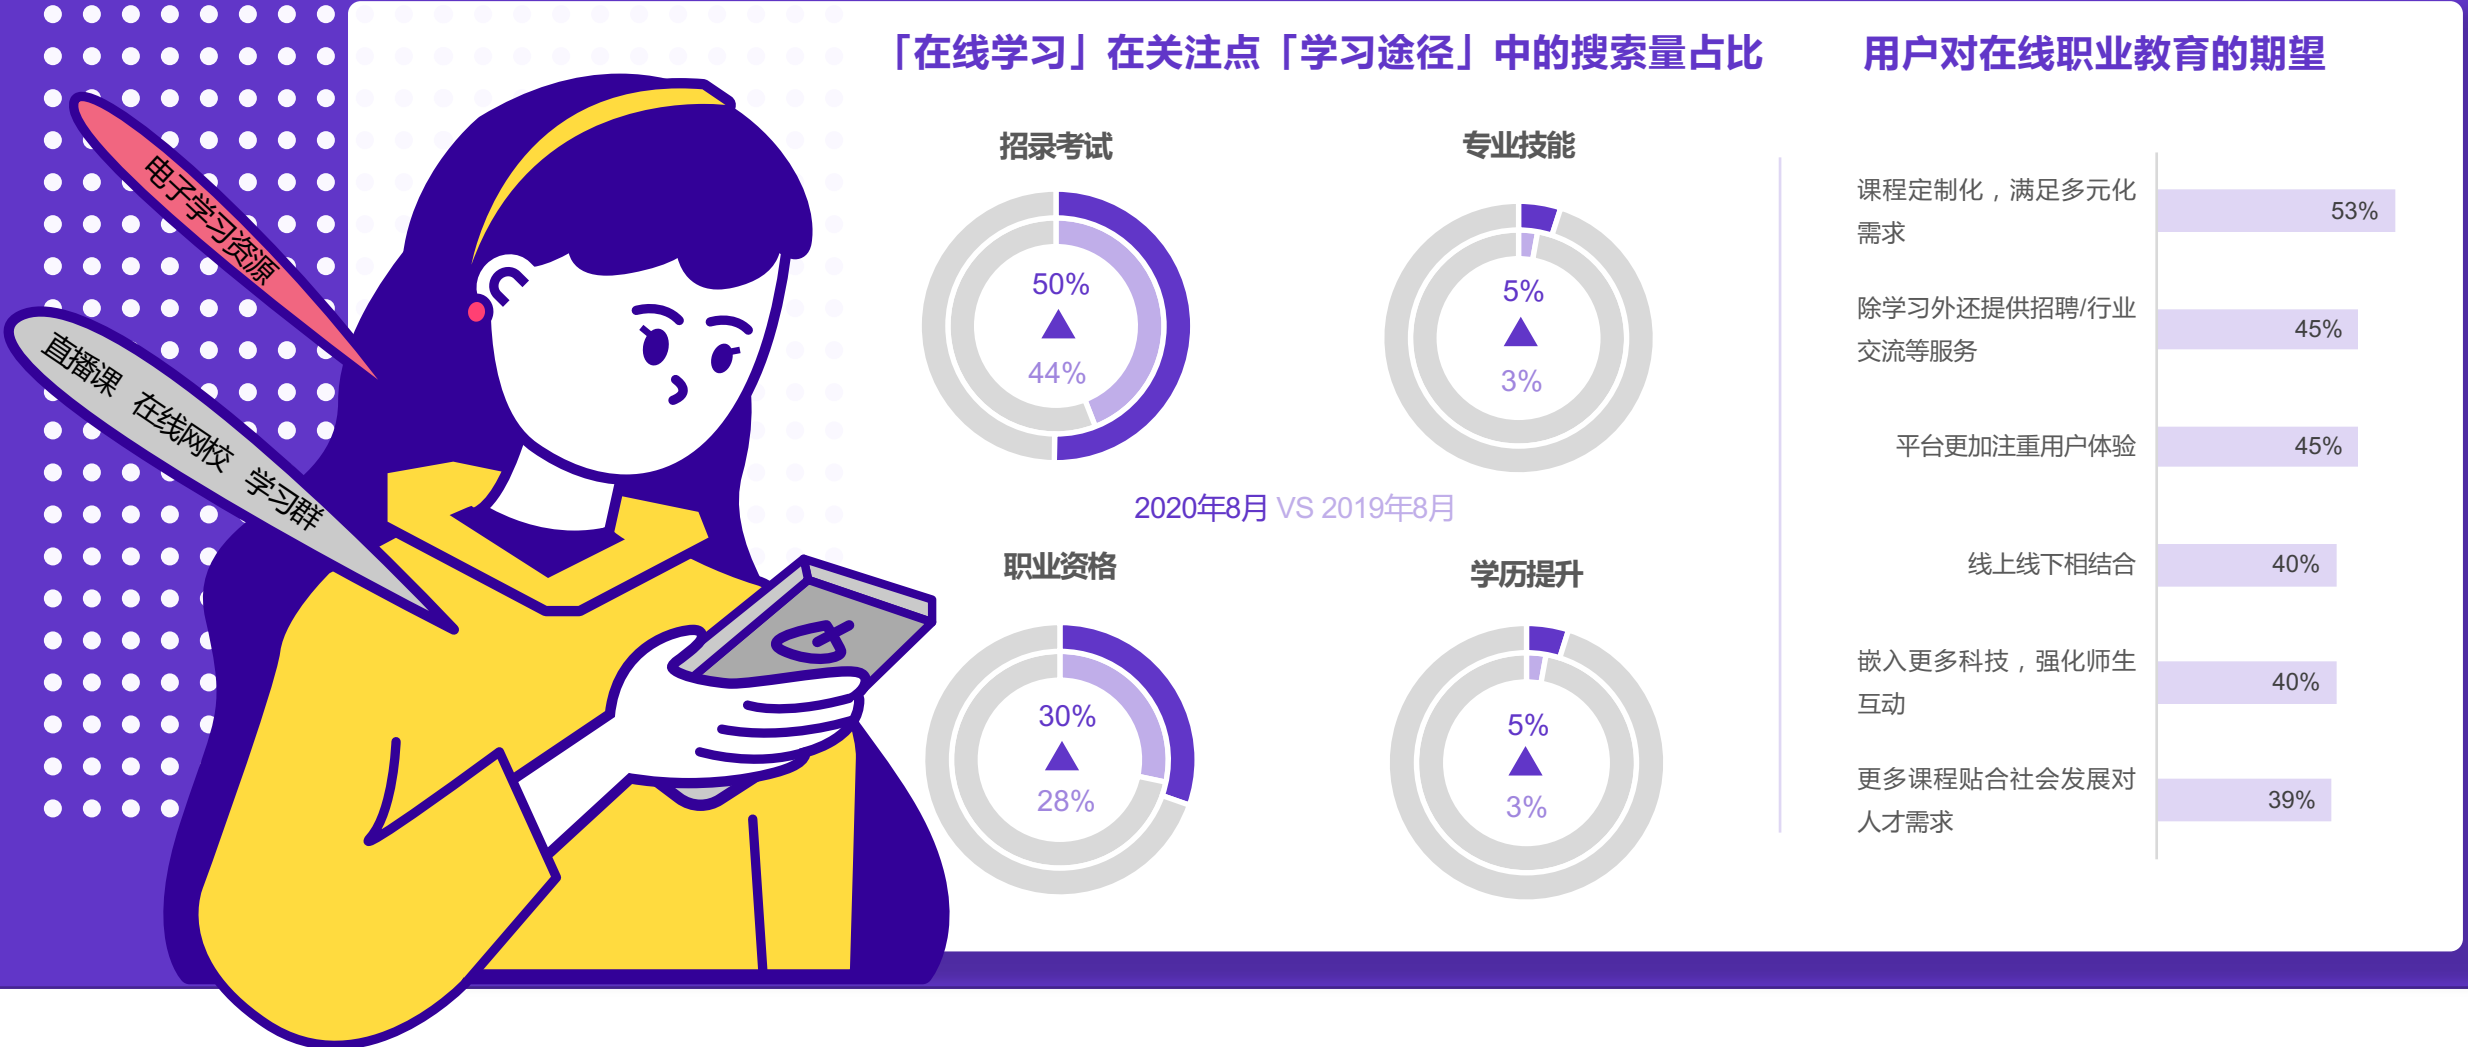 「在线学习」在关注点「学习途径」中的搜索量占比
用户对在线职业教育的期望
电子学习资源
直播课 在线网校 学习群
招录考试
50%
44%
专业技能
5%
3%
2020年8月 VS 2019年8月
职业资格
30%
28%
学历提升
5%
3%
课程定制化，满足多元化
需求
53%
除学习外还提供招聘/行业
交流等服务
45%
平台更加注重用户体验
45%
线上线下相结合
40%
嵌入更多科技，强化师生
互动
40%
更多课程贴合社会发展对
人才需求
39%